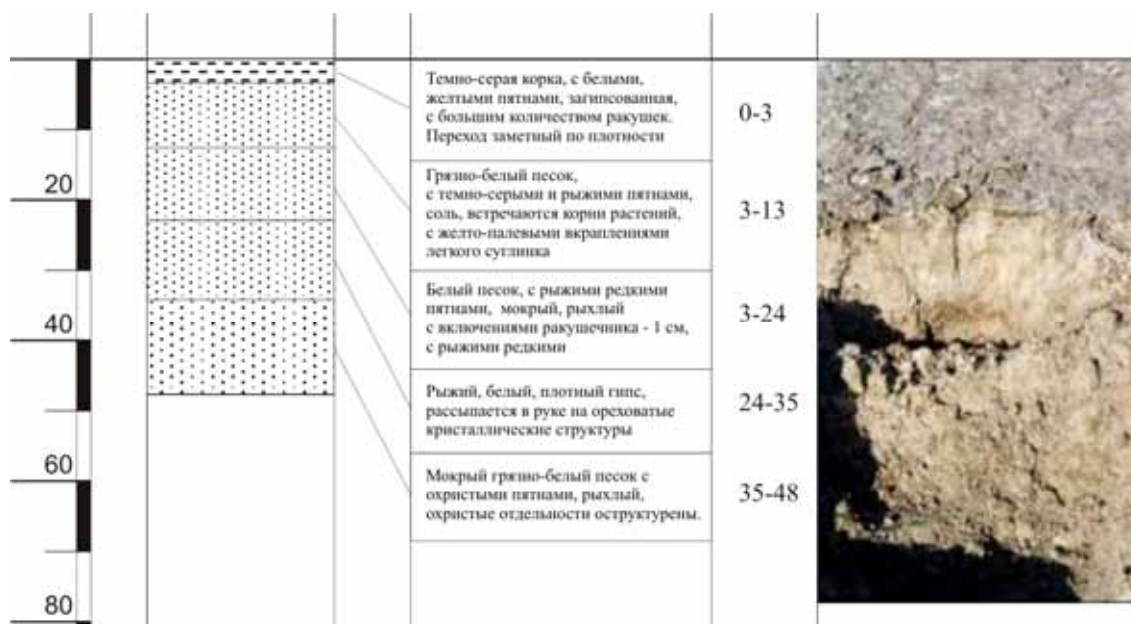 Темно-серая корка, с белыми,
желтыми пятнами, загипсованная,
с большим количеством ракушек.
Переход заметный по плотности
0-3
Грязно-белый песок,
с темно-серыми и рыжими пятнами,
соль, встречаются корни растений,
с желто-палевыми вкраплениями
легкого суглинка
3-13
20
Белый песок, с рыжими редкими
пятнами, мокрый, рыхлый
с включениями ракушечника - 1 см,
с рыжими редкими
3-24
40
Рыжий, белый, плотный гипс,
рассыпается в руке на ореховатые
кристаллические структуры
24-35
60
Мокрый грязно-белый песок с
охристыми пятнами, рыхлый,
охристые отдельности оструктурены.
35-48
80